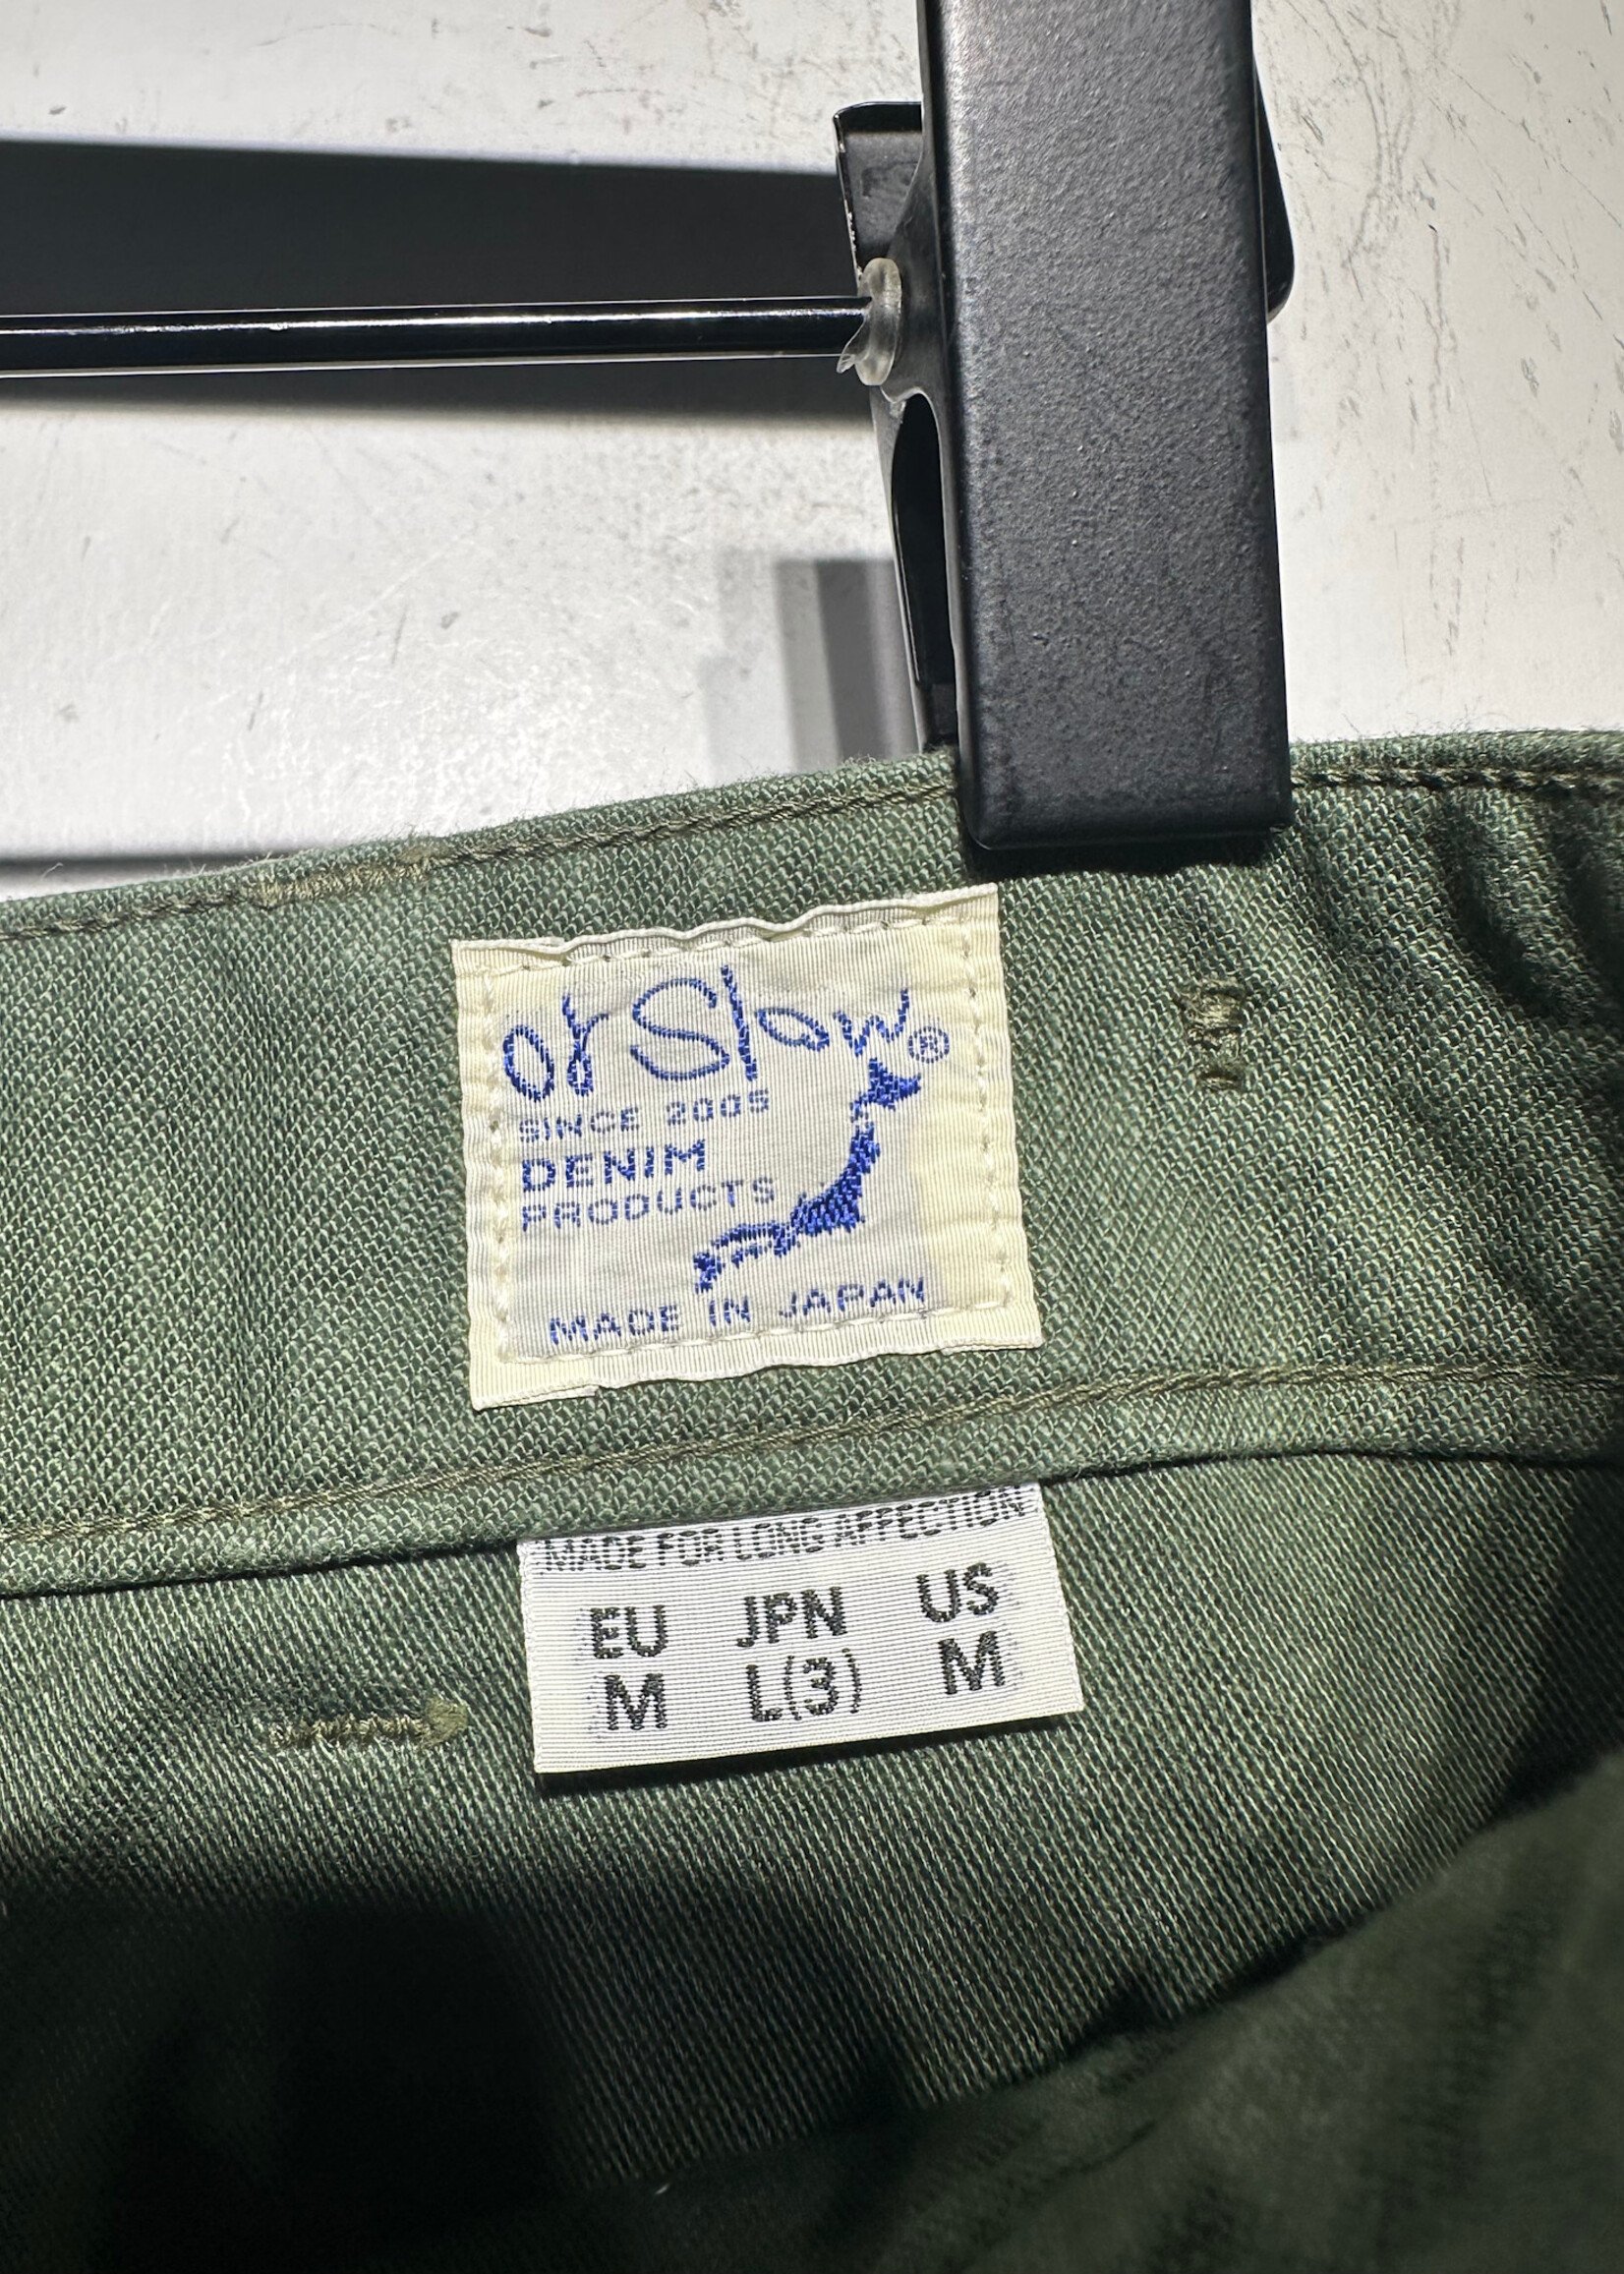 orslow®
SINCE 2005
DENIM
PRODUCTS
MADE IN JAPAN
MADE FOR LONG AFFECTION
EU JPN US
M L(3) M